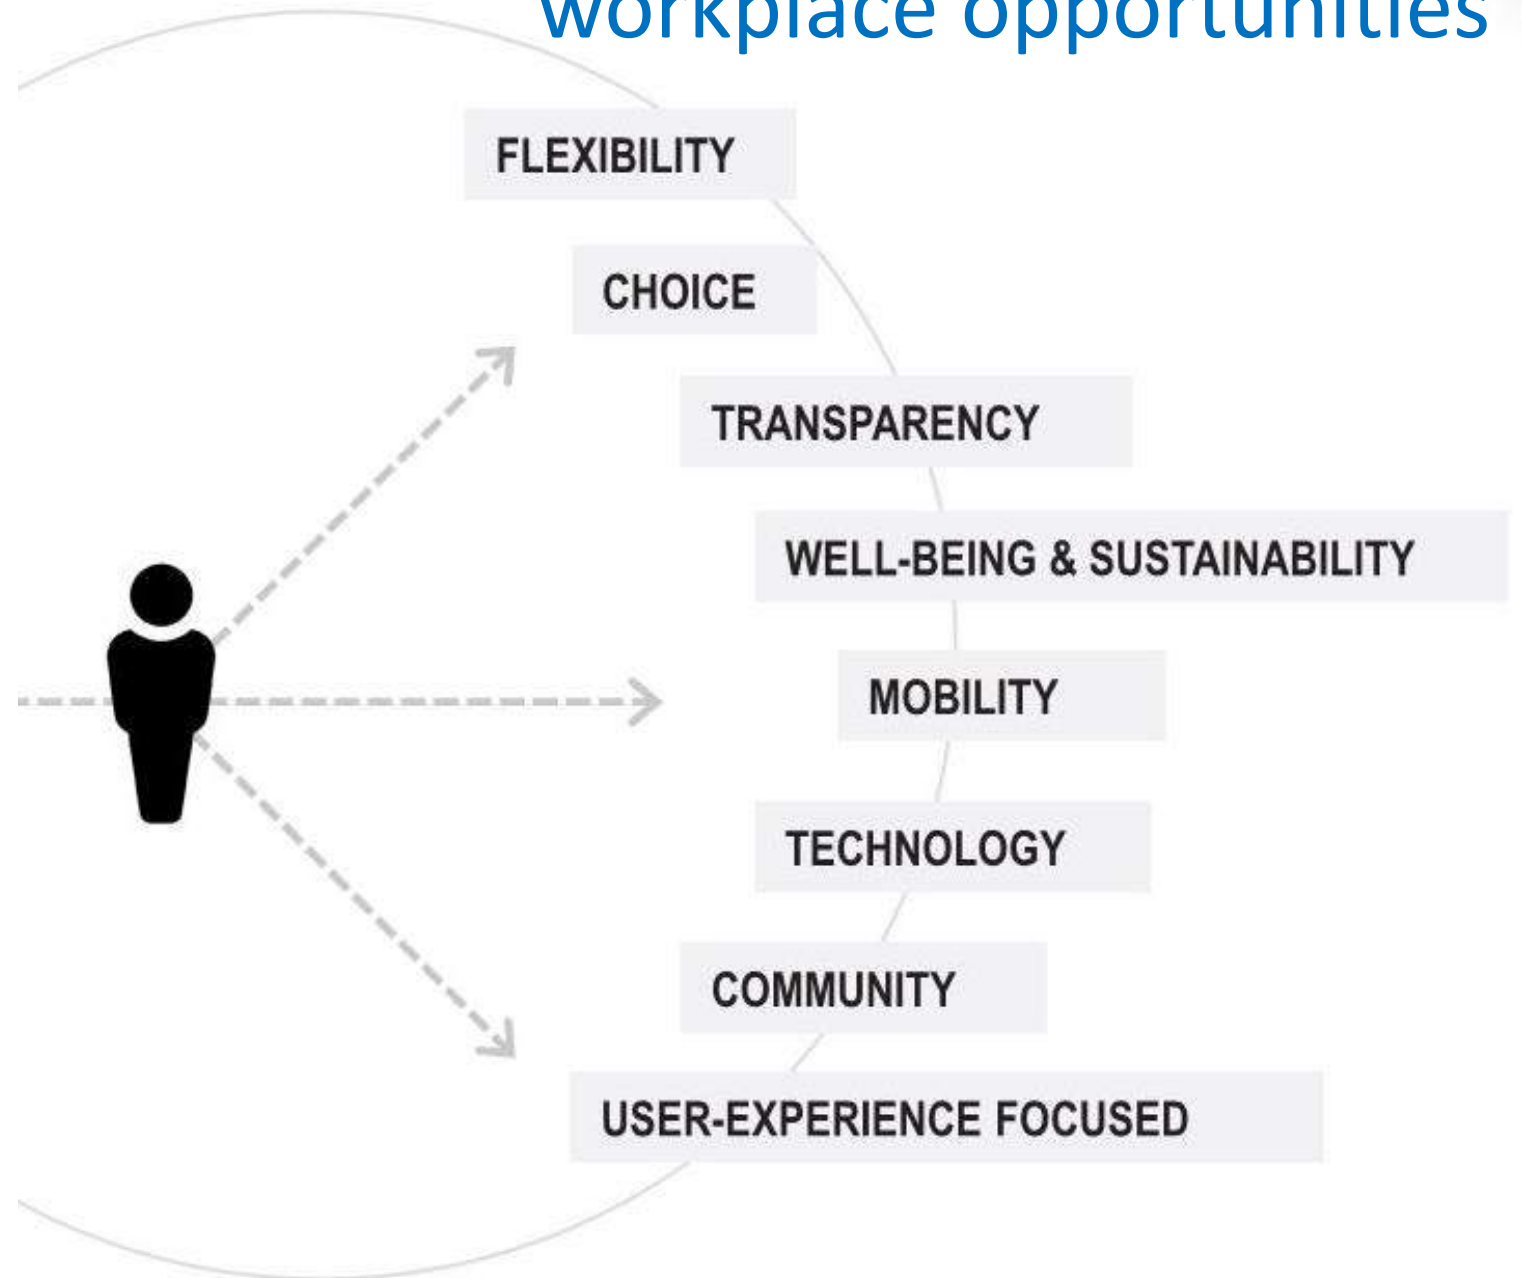 workplace opportunities
FLEXIBILITY
CHOICE
TRANSPARENCY
WELL-BEING & SUSTAINABILITY
MOBILITY
TECHNOLOGY
COMMUNITY
USER-EXPERIENCE FOCUSED